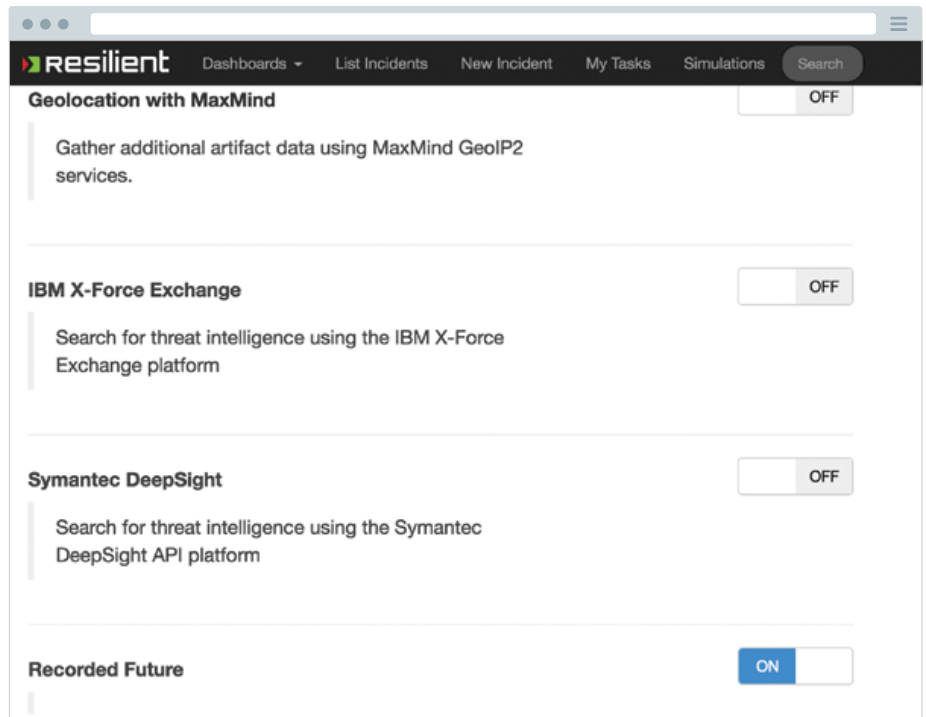 Resilient Dashboards List Incidents New Incident My Tasks Simulations Search
Geolocation with MaxMind OFF
Gather additional artifact data using MaxMind GeoIP2
services.
IBM X-Force Exchange OFF
Search for threat intelligence using the IBM X-Force
Exchange platform
Symantec DeepSight OFF
Search for threat intelligence using the Symantec
DeepSight API platform
Recorded Future ON